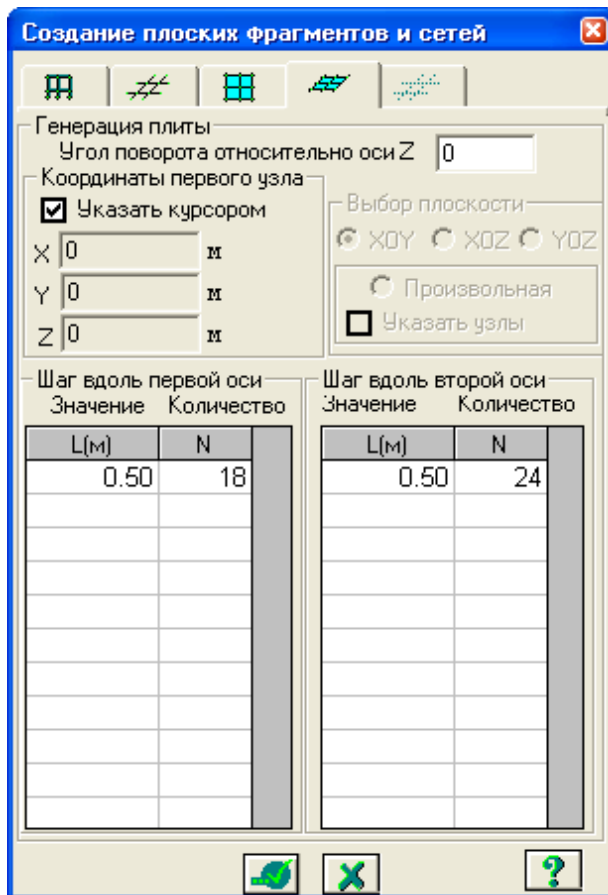 Создание плоских фрагментов и сетей
Генерация плиты
Угол поворота относительно оси Z 0
Координаты первого узла
Указать курсором
X 0 м
Y 0 м
Z 0 м
Выбор плоскости
XOY XOZ YOZ
Произвольная
Указать узлы
Шаг вдоль первой оси
Значение Количество
L(м) N
0.50 18
Шаг вдоль второй оси
Значение Количество
L(м) N
0.50 24
?